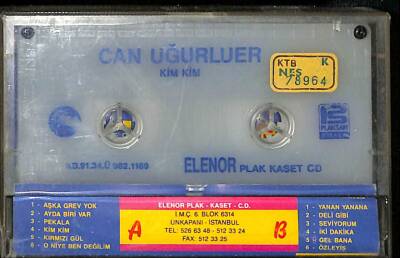 CAN UĞURLUER
KİM KİM
KTB K
NFS
78964
PLAKSAN
ELENOR PLAK KASET CD
1 - AŞKA GREV YOK
2 - AYDA BİRİ VAR
3 - PEKALA
4 - KİM KİM
5 - KIRMIZI GÜL
6 - O NİYE BEN DEĞİLİM
ELENOR PLAK - KASET - C.D.
İ.M.Ç. 6. BLOK 6314
UNKAPANI - İSTANBUL
TEL: 526 63 48 - 512 33 24
FAX: 512 33 25
A
B
1 - YANAN YANANA
2 - DELİ GİBİ
3 - SEVİYORUM
4 - İKİ DAKİKA
5 - GEL BANA
6 - ÖZLEYİŞ